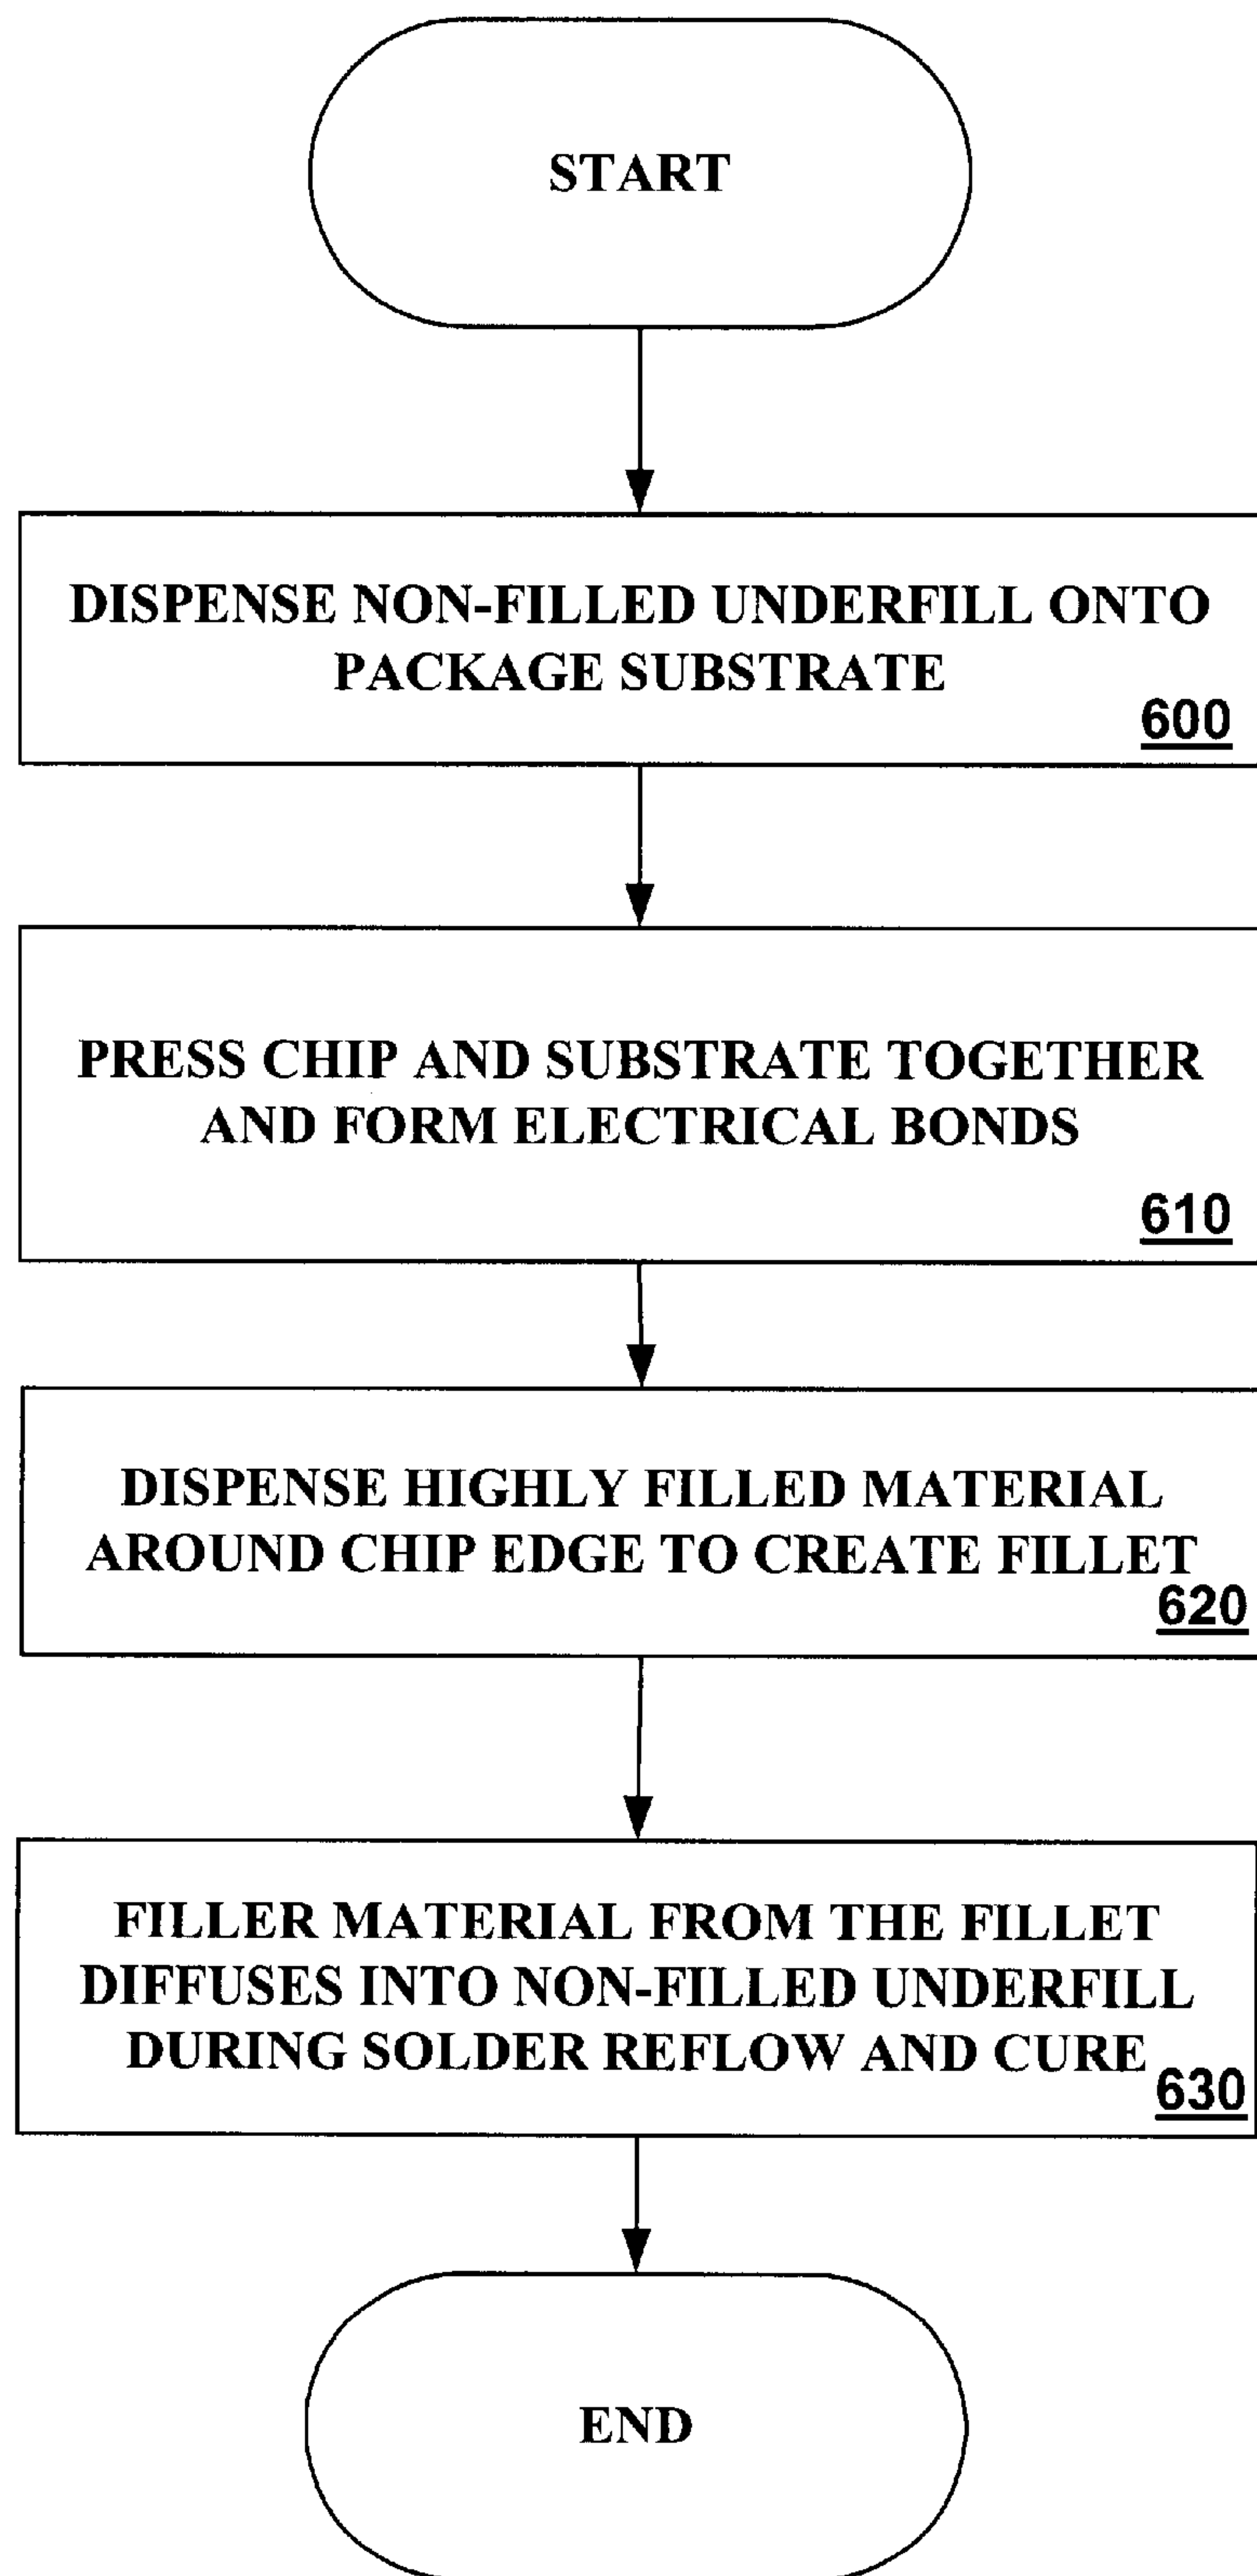 START
DISPENSE NON-FILLED UNDERFILL ONTO
PACKAGE SUBSTRATE
600
PRESS CHIP AND SUBSTRATE TOGETHER
AND FORM ELECTRICAL BONDS
610
DISPENSE HIGHLY FILLED MATERIAL
AROUND CHIP EDGE TO CREATE FILLET
620
FILLER MATERIAL FROM THE FILLET
DIFFUSES INTO NON-FILLED UNDERFILL
DURING SOLDER REFLOW AND CURE
630
END